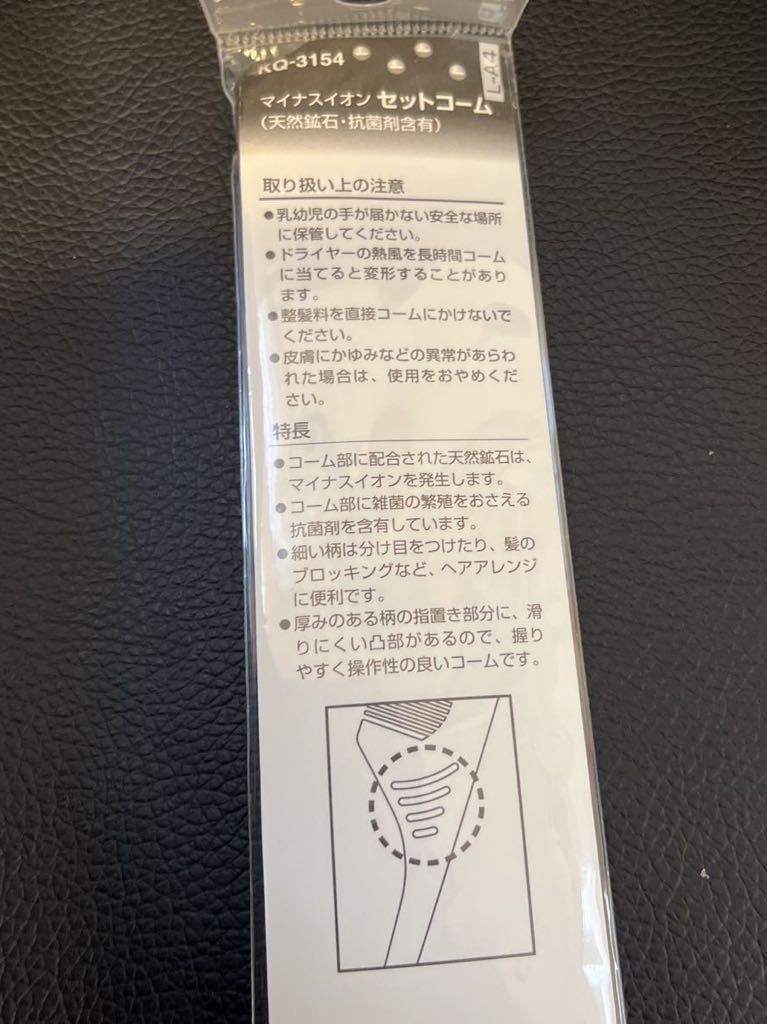 KQ-3154
L-A4
マイナスイオン セットコーム
(天然鉱石・抗菌剤含有)
取り扱い上の注意
●乳幼児の手が届かない安全な場所
に保管してください。
●ドライヤーの熱風を長時間コーム
に当てると変形することがあり
ます。
●整髪料を直接コームにかけないで
ください。
●皮膚にかゆみなどの異常があらわ
れた場合は、使用をおやめくだ
さい。
特長
●コーム部に配合された天然鉱石は、
マイナスイオンを発生します。
●コーム部に雑菌の繁殖をおさえる
抗菌剤を含有しています。
●細い柄は分け目をつけたり、髪の
ブロッキングなど、ヘアアレンジ
に便利です。
●厚みのある柄の指置き部分に、滑
りにくい凸部があるので、握り
やすく操作性の良いコームです。